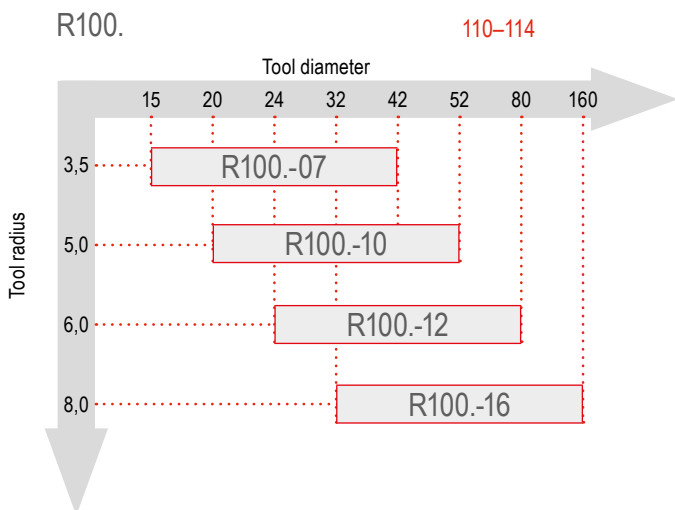 R100. 110–114
Tool diameter
15 20 24 32 42 52 80 160
3,5 R100.-07
5,0 R100.-10
6,0 R100.-12
8,0 R100.-16
Tool radius